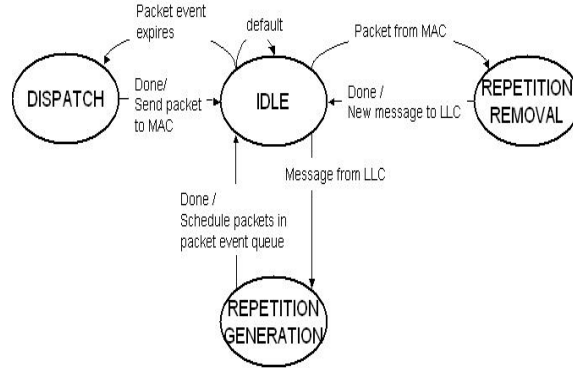 Packet event
expires
default
Packet from MAC
DISPATCH
Done/
Send packet
to MAC
IDLE
Done /
New message to LLC
REPETITION
REMOVAL
Message from LLC
Done /
Schedule packets in
packet event queue
REPETITION
GENERATION